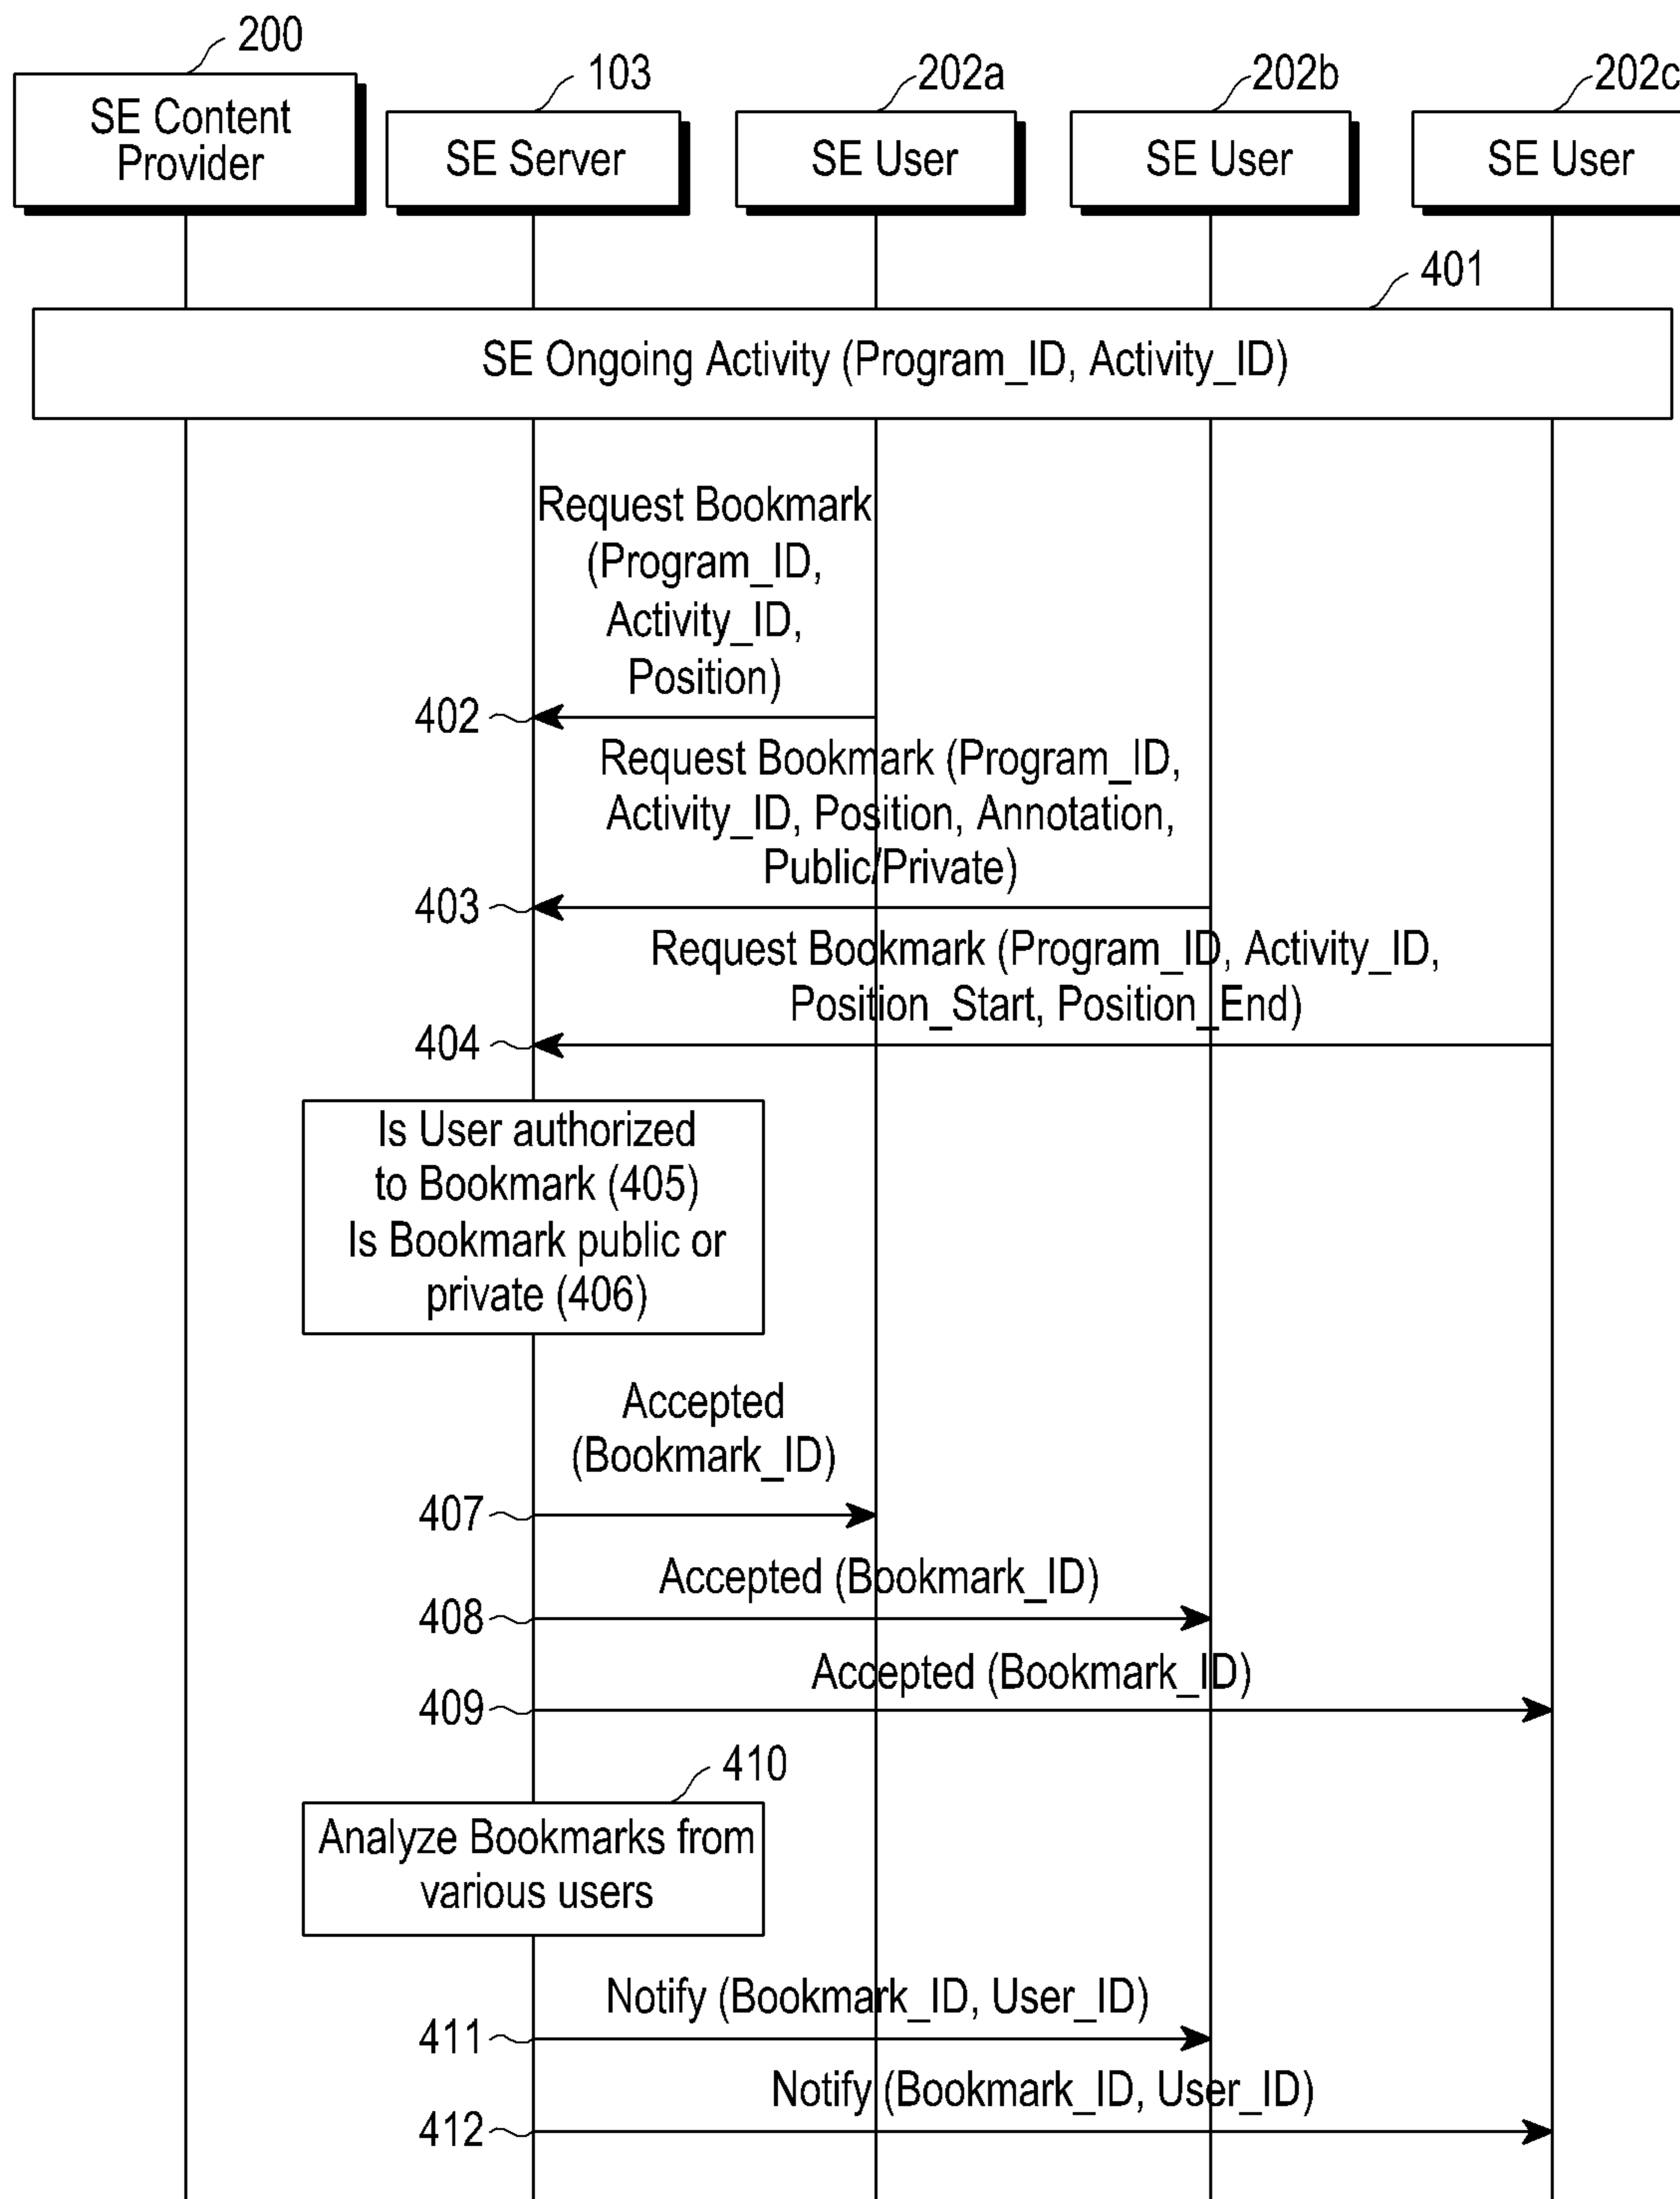 200
103
202a
202b
202c
SE Content
Provider
SE Server
SE User
SE User
SE User
401
SE Ongoing Activity (Program_ID, Activity_ID)
Request Bookmark
(Program_ID,
Activity_ID,
Position)
402
Request Bookmark (Program_ID,
Activity_ID, Position, Annotation,
Public/Private)
403
Request Bookmark (Program_ID, Activity_ID,
Position_Start, Position_End)
404
Is User authorized
to Bookmark (405)
Is Bookmark public or
private (406)
Accepted
(Bookmark_ID)
407
Accepted (Bookmark_ID)
408
Accepted (Bookmark_ID)
409
410
Analyze Bookmarks from
various users
Notify (Bookmark_ID, User_ID)
411
Notify (Bookmark_ID, User_ID)
412